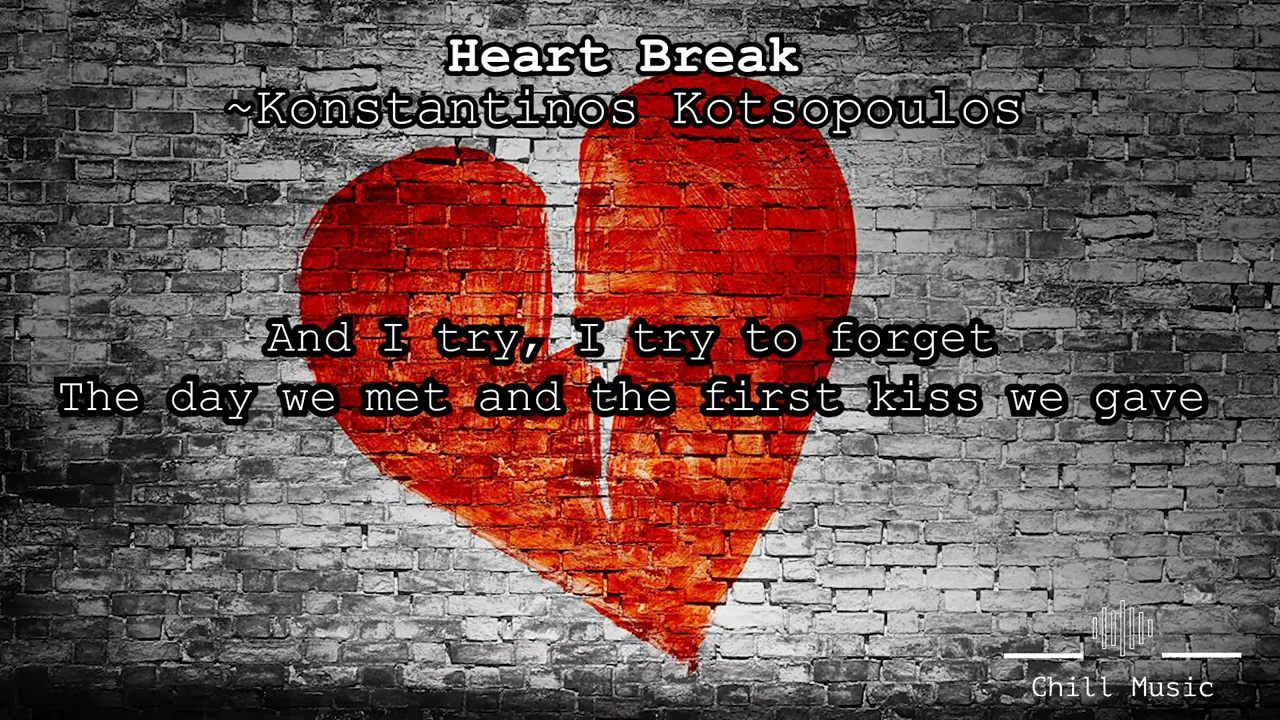 Heart Break
~Konstantinos Kotsopoulos
And I try, I try to forget
The day we met and the first kiss we gave
Chill Music